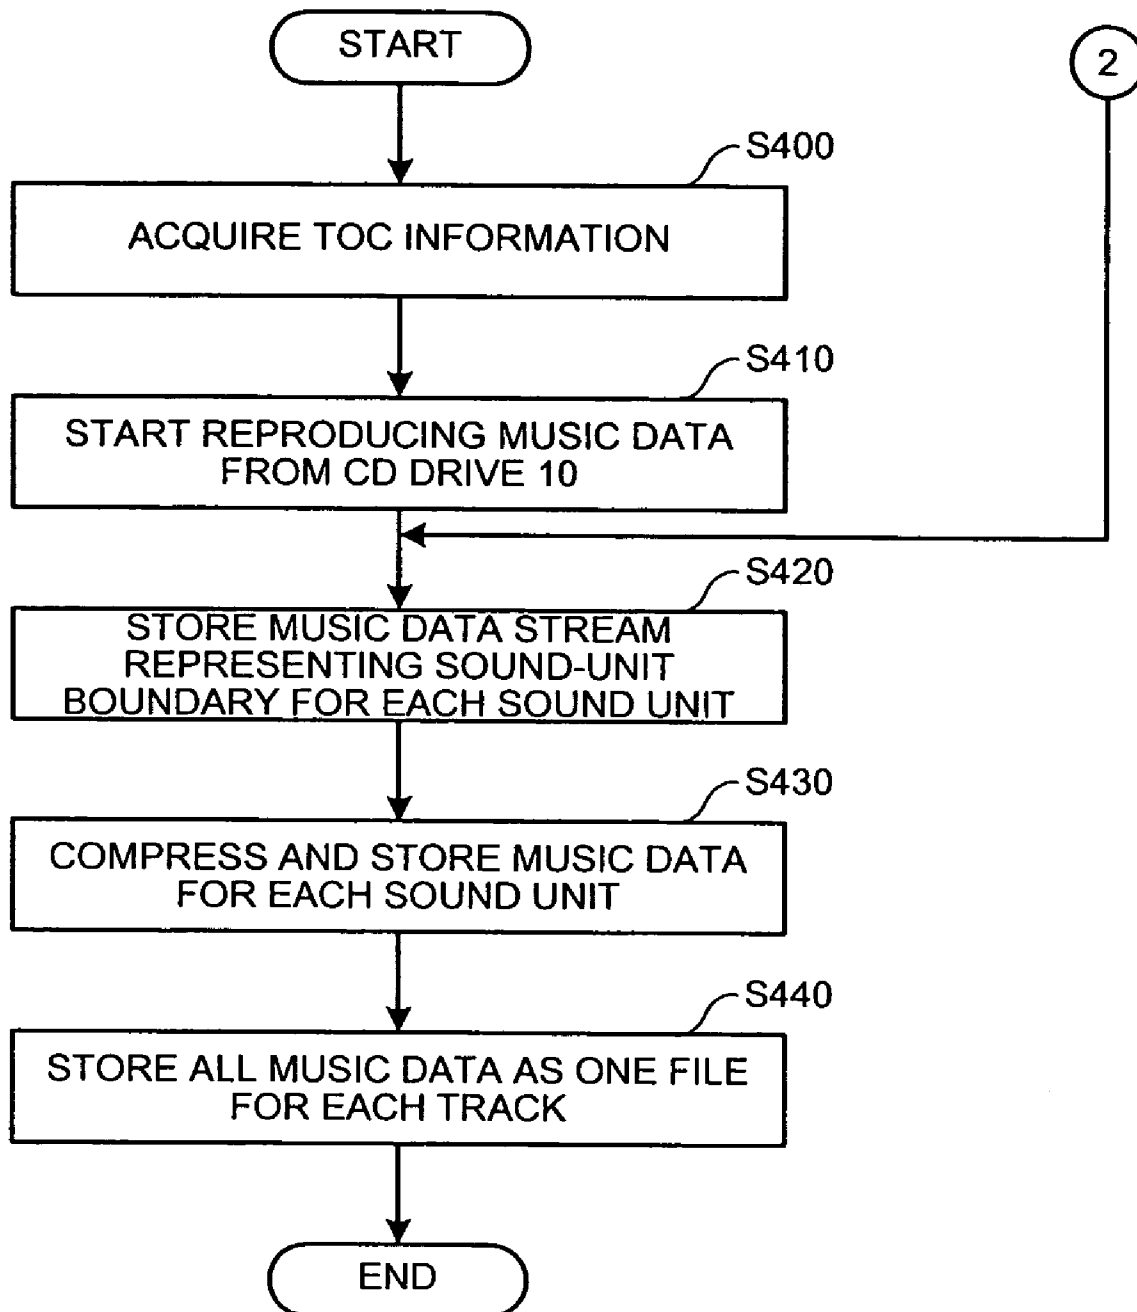 START
2
S400
ACQUIRE TOC INFORMATION
S410
START REPRODUCING MUSIC DATA
FROM CD DRIVE 10
S420
STORE MUSIC DATA STREAM
REPRESENTING SOUND-UNIT
BOUNDARY FOR EACH SOUND UNIT
S430
COMPRESS AND STORE MUSIC DATA
FOR EACH SOUND UNIT
S440
STORE ALL MUSIC DATA AS ONE FILE
FOR EACH TRACK
END